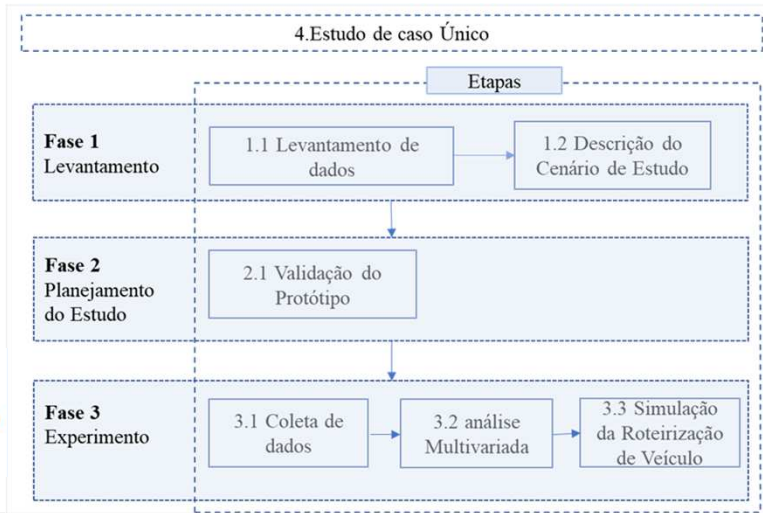 4.Estudo de caso Único
Etapas
Fase 1
Levantamento
1.1 Levantamento de
dados
1.2 Descrição do
Cenário de Estudo
Fase 2
Planejamento
do Estudo
2.1 Validação do
Protótipo
Fase 3
Experimento
3.1 Coleta de
dados
3.2 análise
Multivariada
3.3 Simulação
da Roteirização
de Veículo